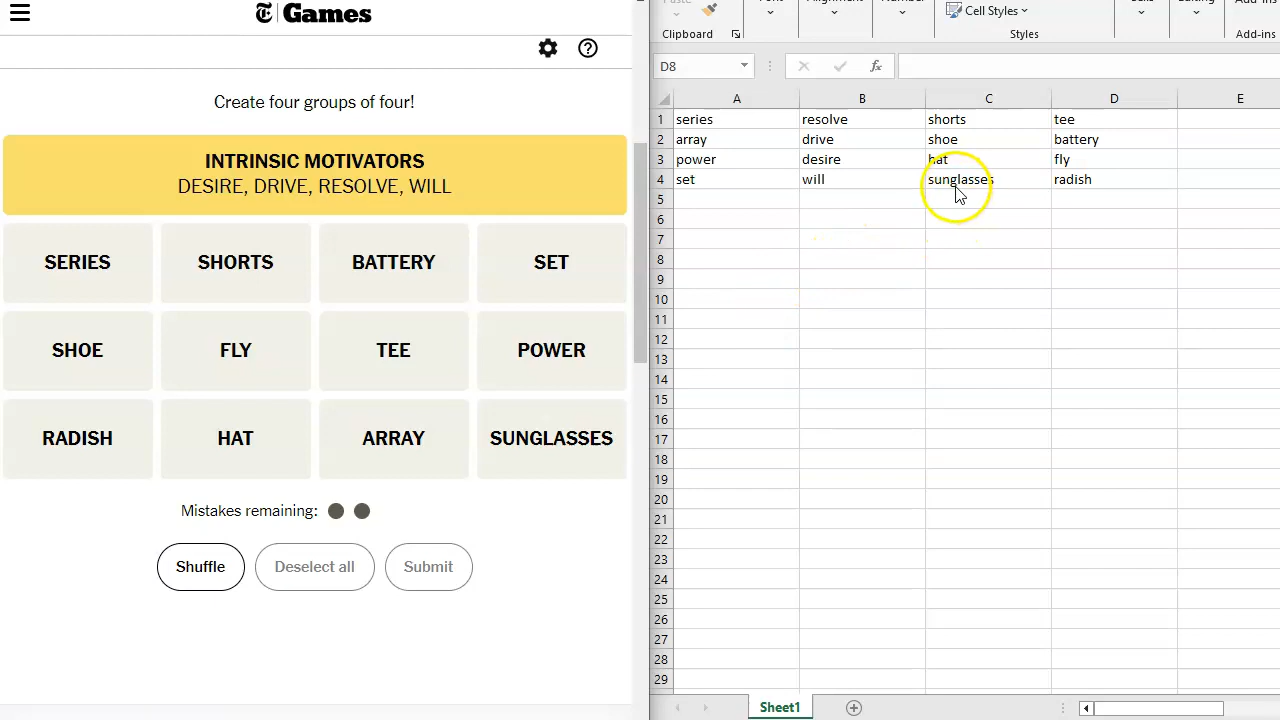 Games
Create four groups of four!
INTRINSIC MOTIVATORS
DESIRE, DRIVE, RESOLVE, WILL
SERIES SHORTS BATTERY SET
SHOE FLY TEE POWER
RADISH HAT ARRAY SUNGLASSES
Mistakes remaining:
Shuffle Deselect all Submit
Cell Styles
Clipboard Styles Add-ins
D8 fx
A B C D E
1 series resolve shorts tee
2 array drive shoe battery
3 power desire hat fly
4 set will sunglasses radish
5
6
7
8
9
10
11
12
13
14
15
16
17
18
19
20
21
22
23
24
25
26
27
28
29
Sheet1